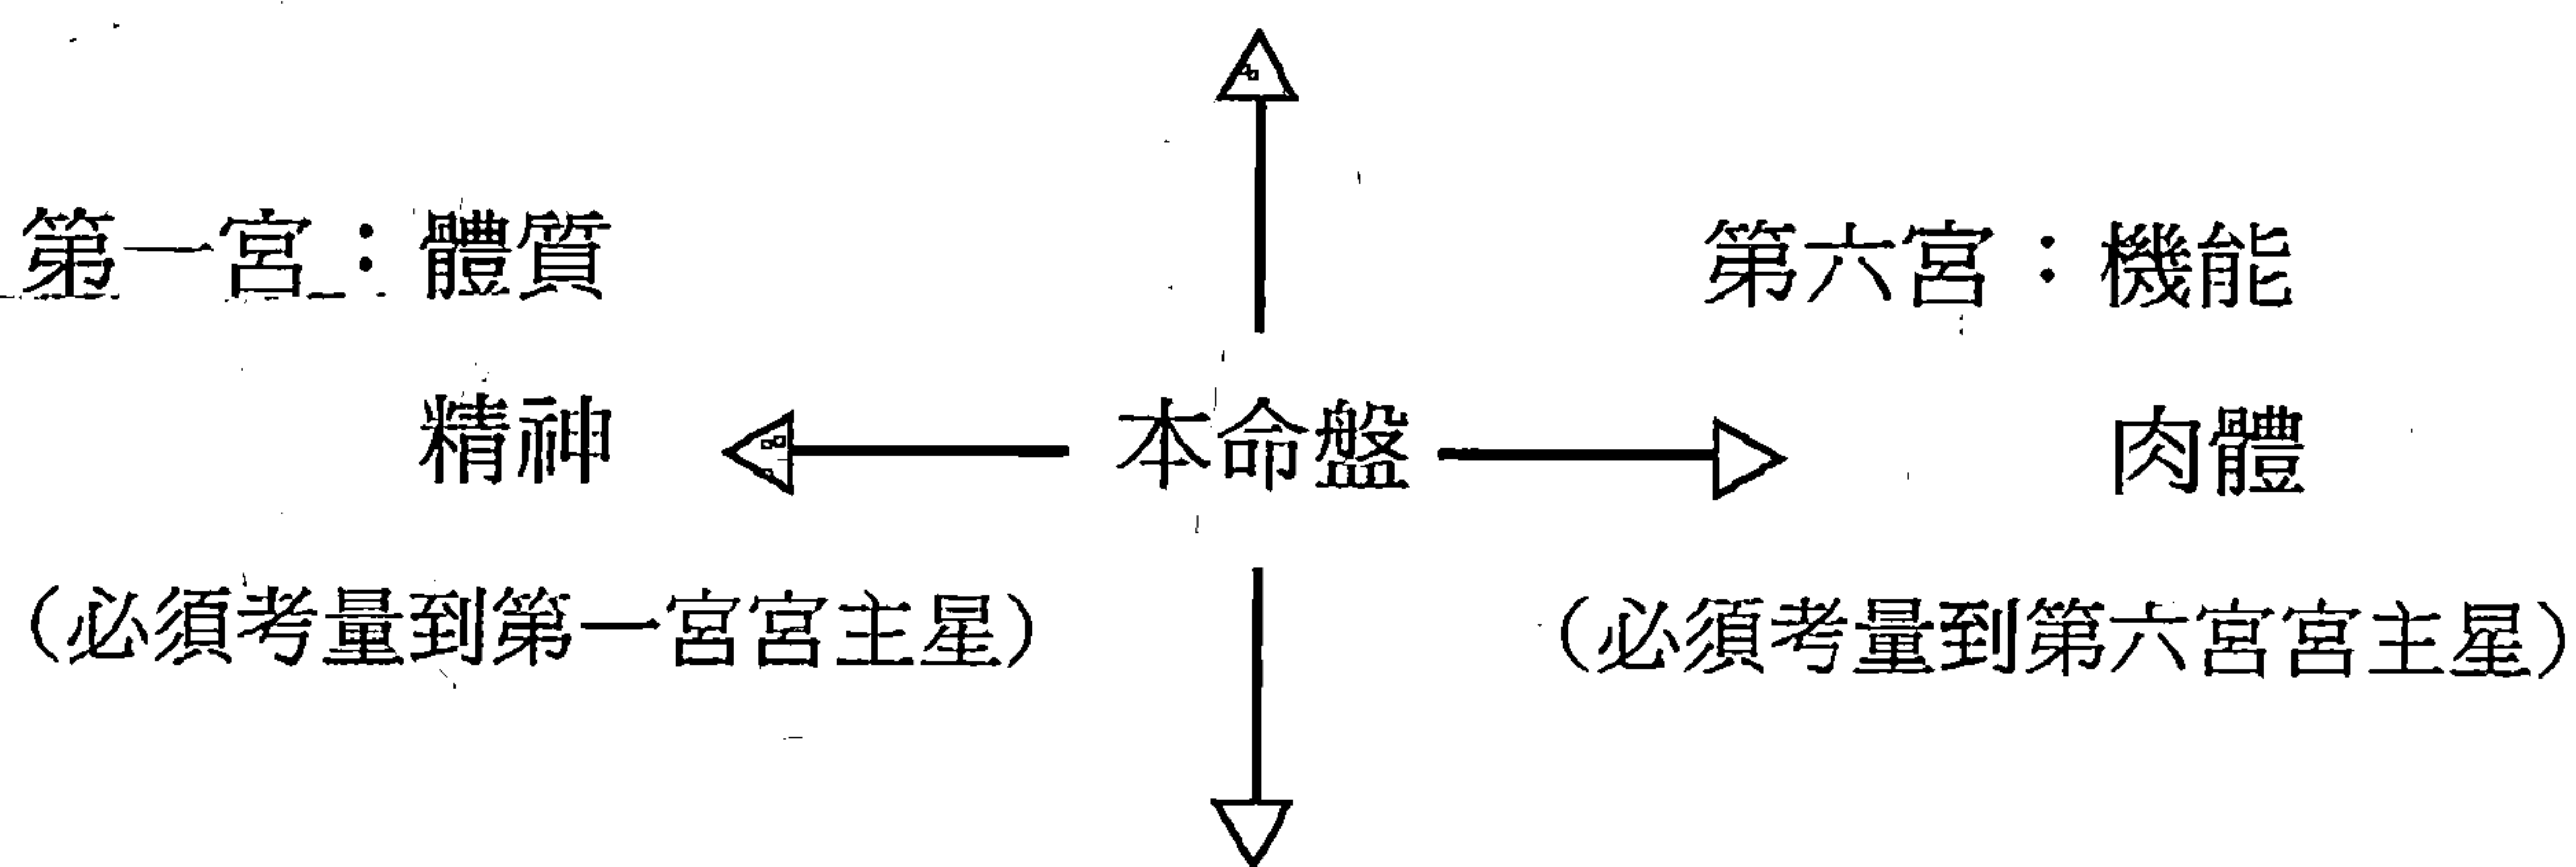 第一宮：體質
第六宮：機能
精神
本命盤
肉體
（必須考量到第一宮宮主星）
（必須考量到第六宮宮主星）